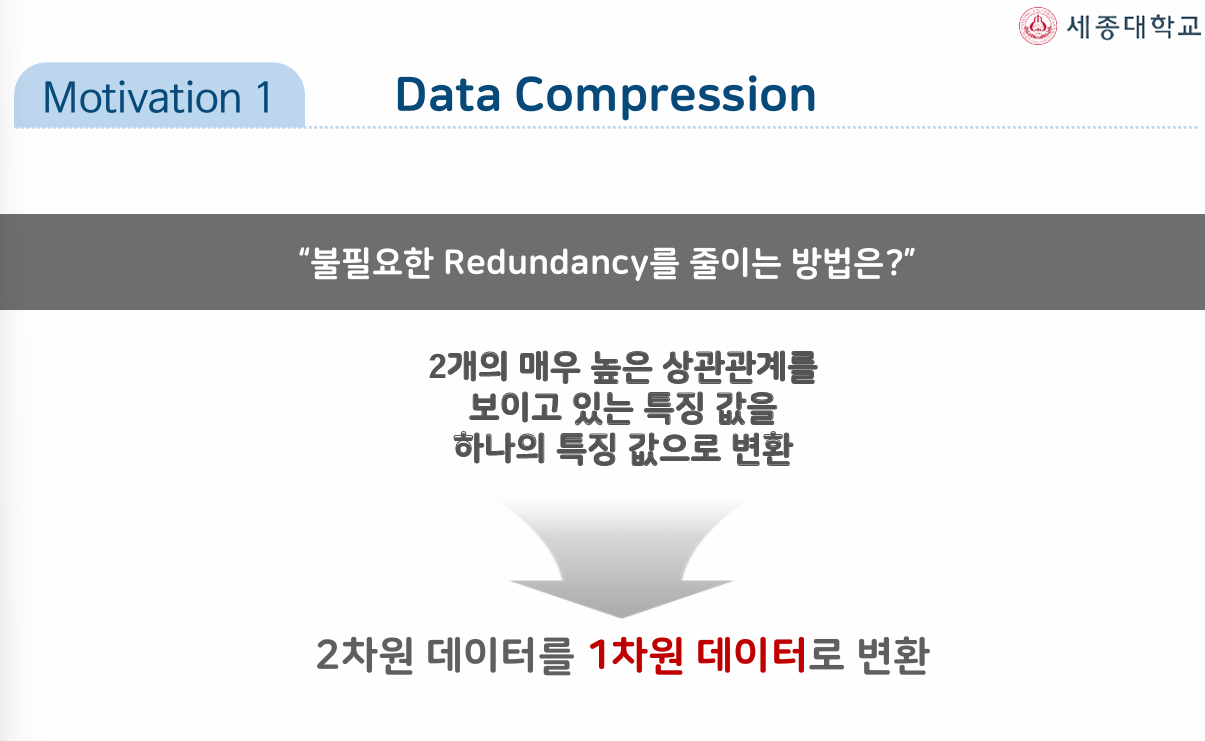 세종대학교
Motivation 1
Data Compression
“불필요한 Redundancy를 줄이는 방법은?”
2개의 매우 높은 상관관계를
보이고 있는 특징 값을
하나의 특징 값으로 변환
2차원 데이터를 1차원 데이터로 변환